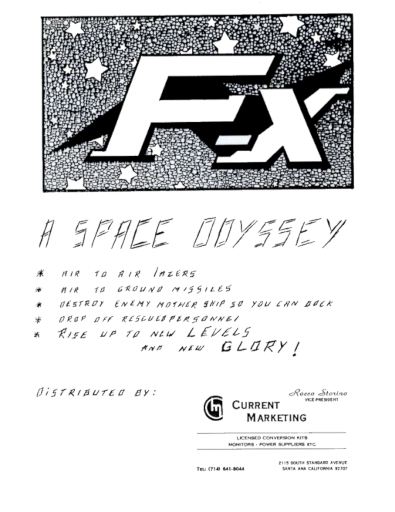 F-X
A SPACE ODYSSEY
* AIR TO AIR LAZERS
* AIR TO GROUND MISSILES
* DESTROY ENEMY MOTHER SHIP SO YOU CAN DOCK
* DROP OFF RESCUED PERSONNEL
* RISE UP TO NEW LEVELS
AND NEW GLORY!
DISTRIBUTED BY:
Rocco Storino
VICE-PRESIDENT
cm
CURRENT
MARKETING
LICENSED CONVERSION KITS
MONITORS - POWER SUPPLIERS ETC.
TEL: (714) 641-8044
2115 SOUTH STANDARD AVENUE
SANTA ANA CALIFORNIA 92707